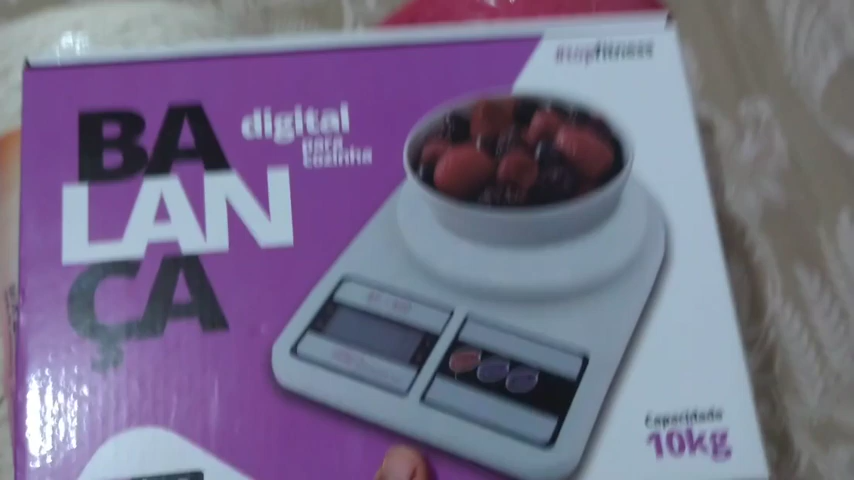 #topfitness
BA
LAN
ÇA
digital
para
cozinha
Capacidade
10kg